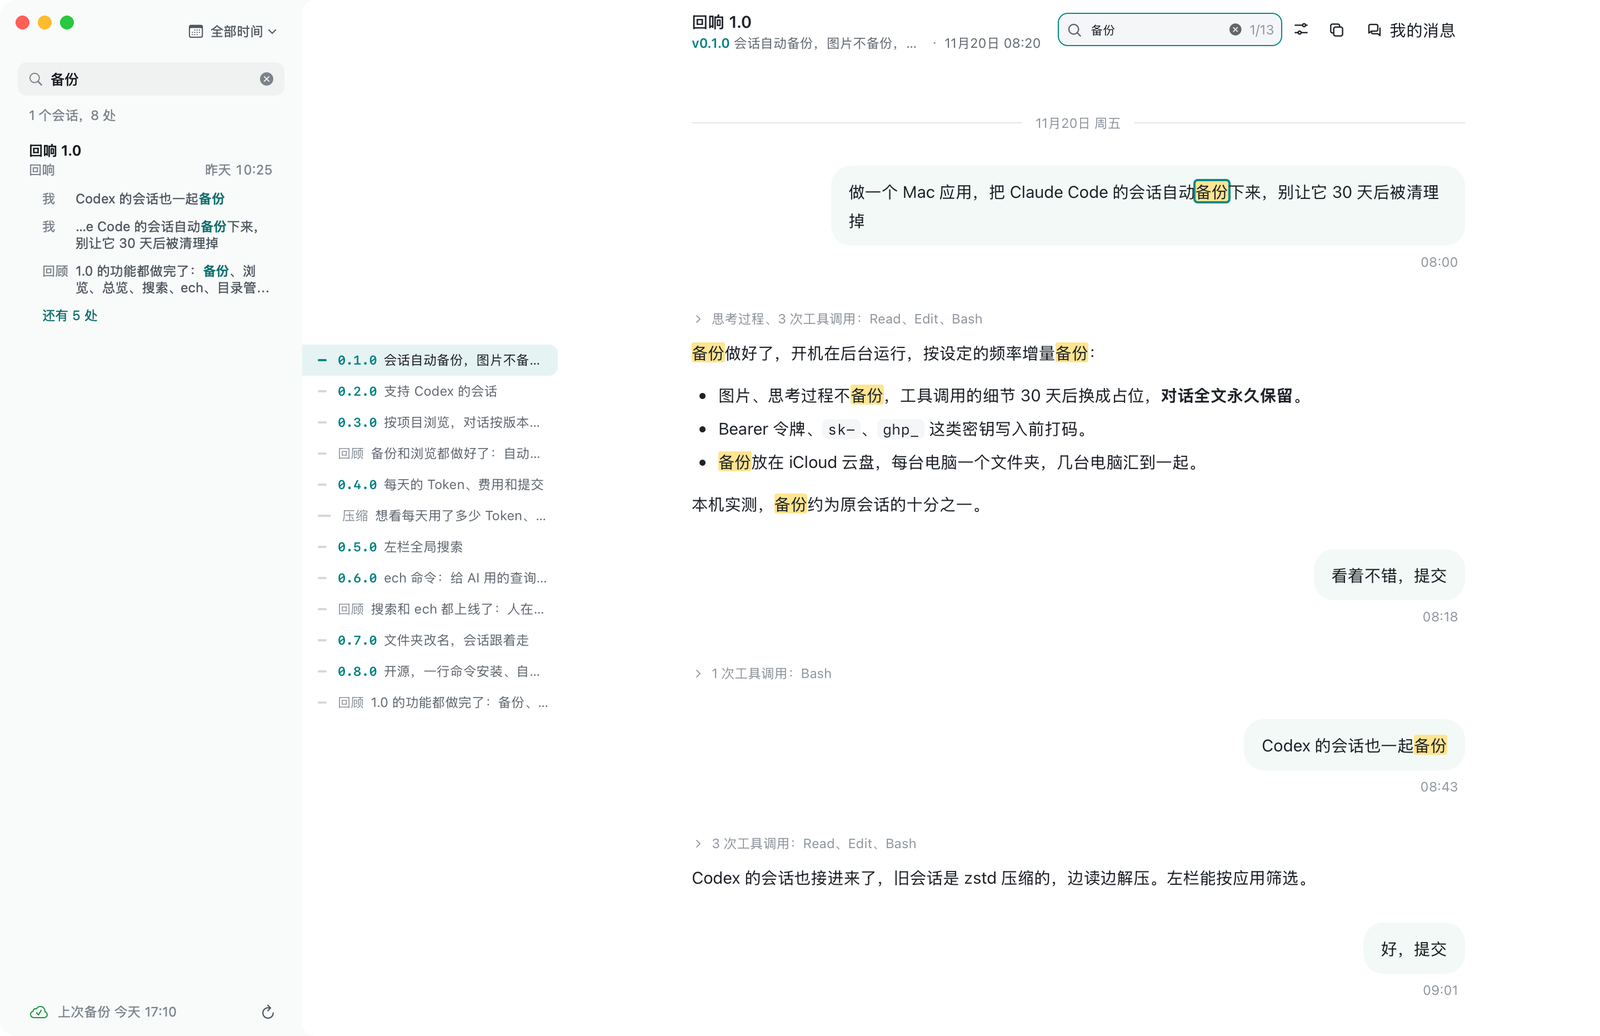 全部时间
备份
1 个会话，8 处
回响 1.0
回响 昨天 10:25
我 Codex 的会话也一起备份
我 ...e Code 的会话自动备份下来，
别让它 30 天后被清理掉
回顾 1.0 的功能都做完了：备份、浏
览、总览、搜索、ech、目录管...
还有 5 处
上次备份 今天 17:10
0.1.0 会话自动备份，图片不备...
0.2.0 支持 Codex 的会话
0.3.0 按项目浏览，对话按版本...
回顾 备份和浏览都做好了：自动...
0.4.0 每天的 Token、费用和提交
压缩 想看每天用了多少 Token、...
0.5.0 左栏全局搜索
0.6.0 ech 命令：给 AI 用的查询...
回顾 搜索和 ech 都上线了：人在...
0.7.0 文件夹改名，会话跟着走
0.8.0 开源，一行命令安装、自...
回顾 1.0 的功能都做完了：备份、...
回响 1.0
v0.1.0 会话自动备份，图片不备份，... · 11月20日 08:20
备份 1/13
我的消息
11月20日 周五
做一个 Mac 应用，把 Claude Code 的会话自动备份下来，别让它 30 天后被清理
掉
08:00
思考过程、3 次工具调用：Read、Edit、Bash
备份做好了，开机在后台运行，按设定的频率增量备份：
• 图片、思考过程不备份，工具调用的细节 30 天后换成占位，对话全文永久保留。
• Bearer 令牌、sk-、ghp_ 这类密钥写入前打码。
• 备份放在 iCloud 云盘，每台电脑一个文件夹，几台电脑汇到一起。
本机实测，备份约为原会话的十分之一。
看着不错，提交
08:18
1 次工具调用：Bash
Codex 的会话也一起备份
08:43
3 次工具调用：Read、Edit、Bash
Codex 的会话也接进来了，旧会话是 zstd 压缩的，边读边解压。左栏能按应用筛选。
好，提交
09:01